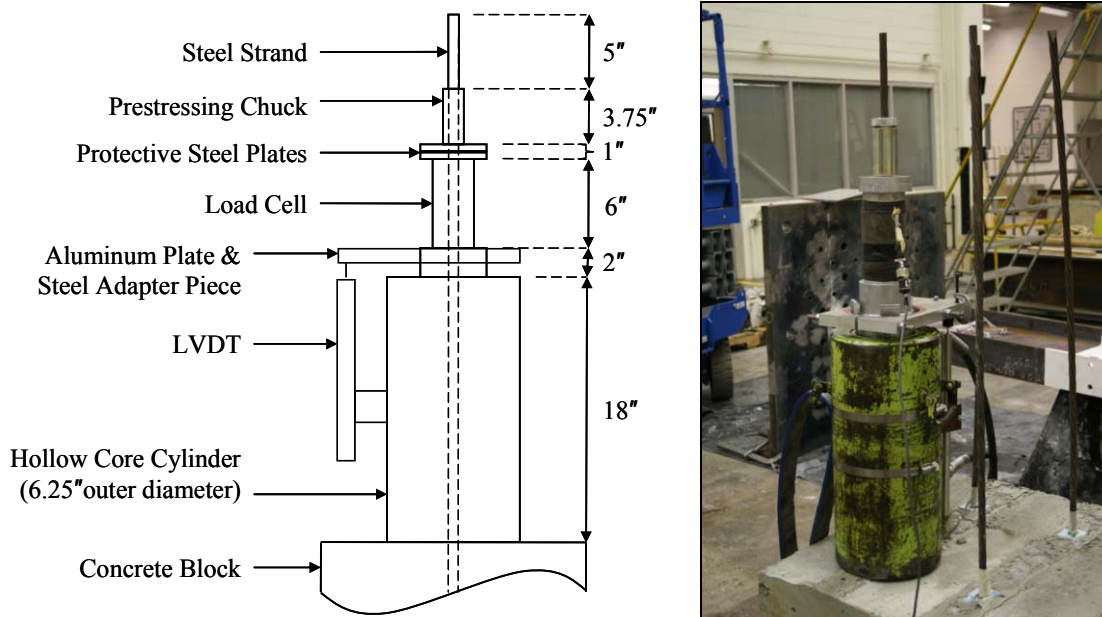 Steel Strand
5"
Prestressing Chuck
3.75"
Protective Steel Plates
1"
Load Cell
6"
Aluminum Plate &
Steel Adapter Piece
2"
LVDT
18"
Hollow Core Cylinder
(6.25"outer diameter)
Concrete Block